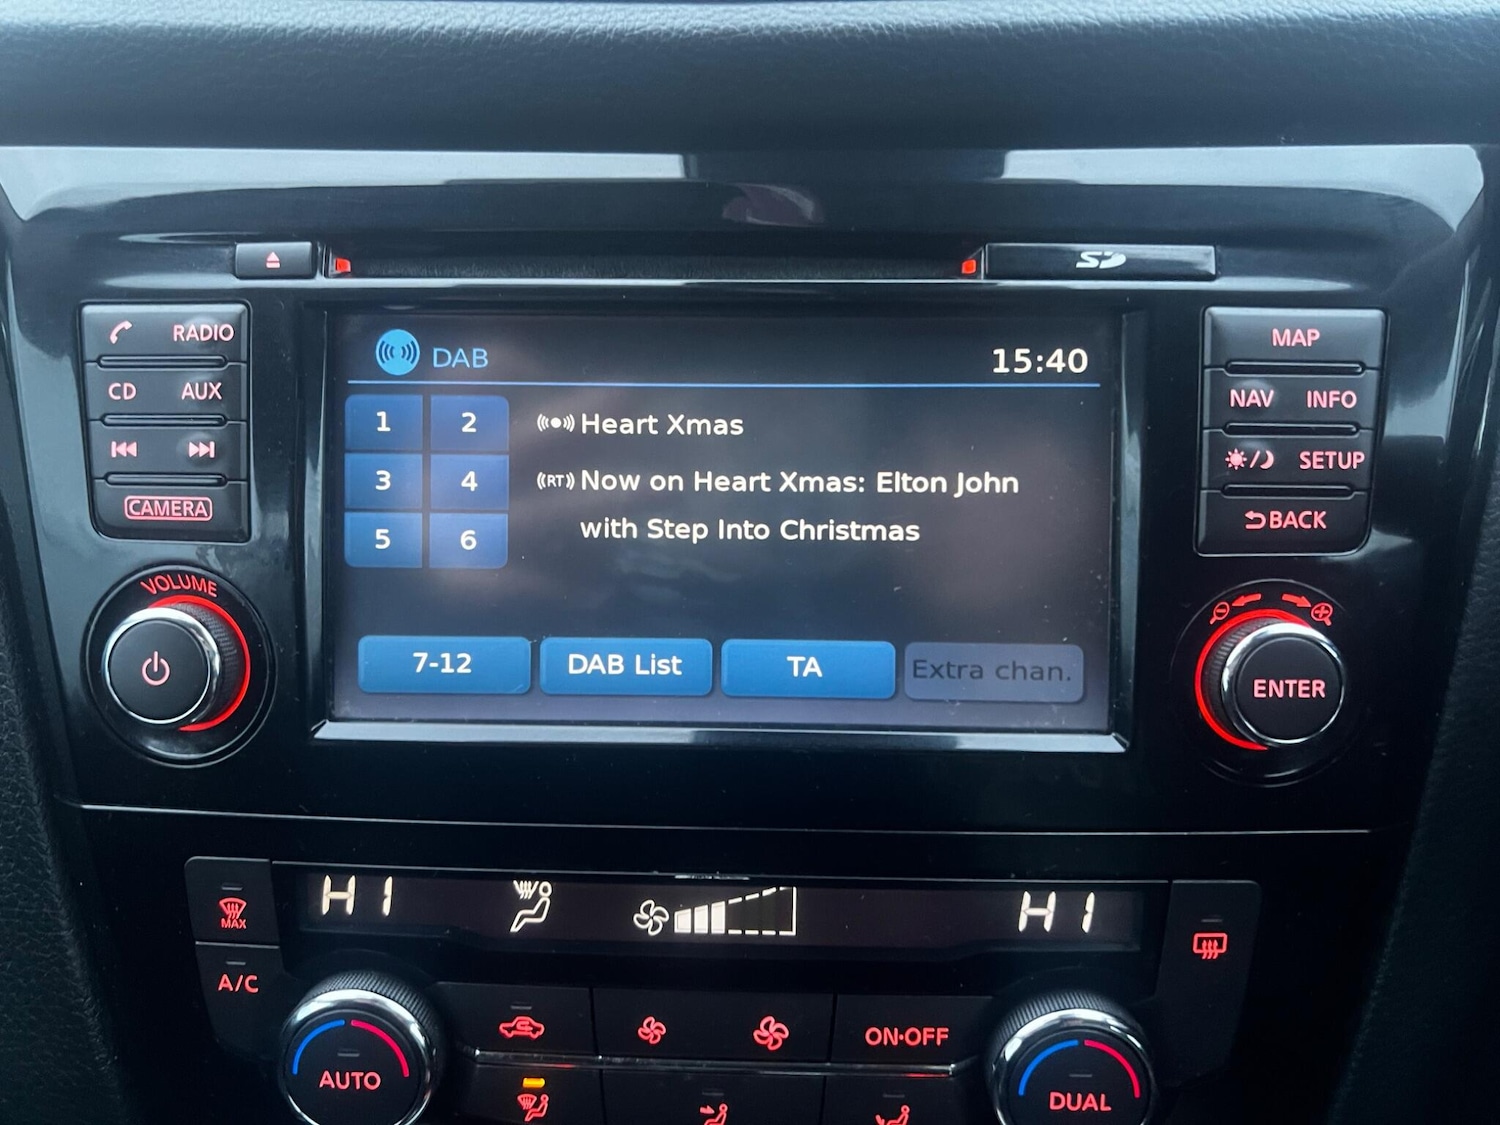 SD
RADIO
CD AUX
CAMERA
VOLUME
DAB
15:40
1 2
3 4
5 6
Heart Xmas
RT
Now on Heart Xmas: Elton John
with Step Into Christmas
7-12 DAB List TA Extra chan.
MAP
NAV INFO
SETUP
BACK
ENTER
MAX
HI
HI
A/C
AUTO
ON•OFF
DUAL